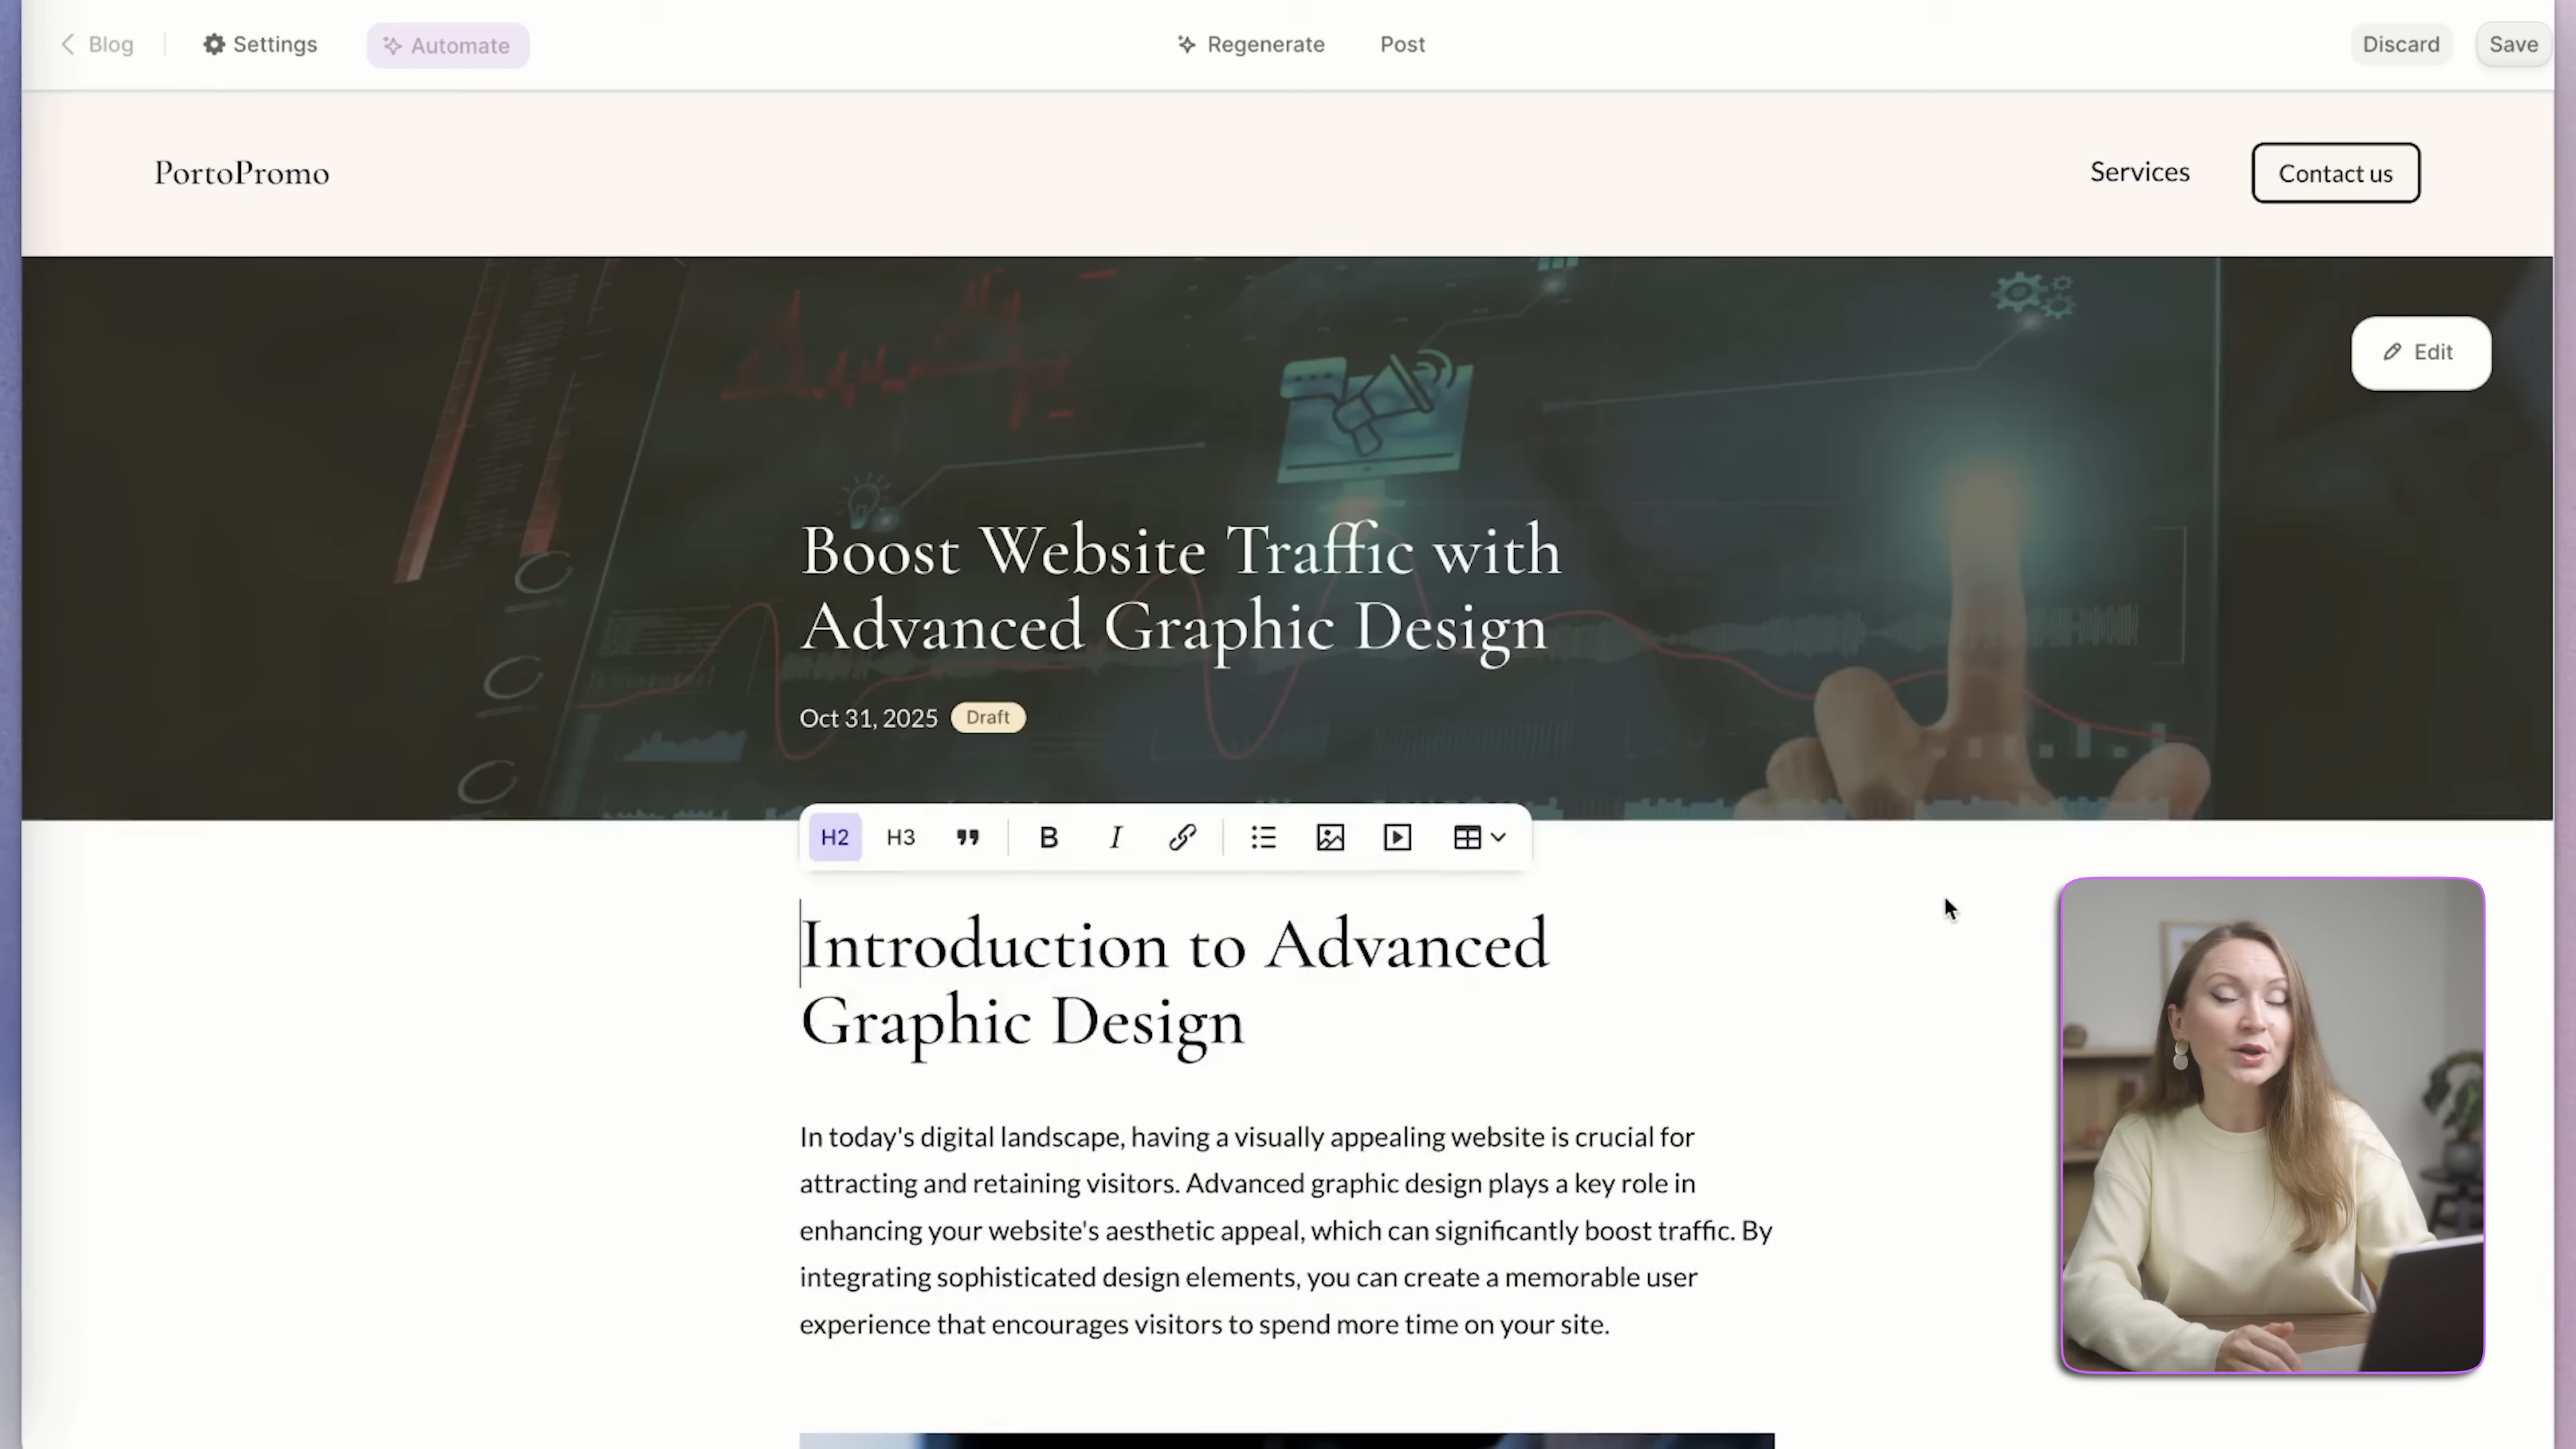 Blog
Settings
Automate
Regenerate
Post
Discard
Save
PortoPromo
Services
Contact us
Edit
Boost Website Traffic with
Advanced Graphic Design
Oct 31, 2025
Draft
H2
H3
B
I
Introduction to Advanced
Graphic Design
In today's digital landscape, having a visually appealing website is crucial for
attracting and retaining visitors. Advanced graphic design plays a key role in
enhancing your website's aesthetic appeal, which can significantly boost traffic. By
integrating sophisticated design elements, you can create a memorable user
experience that encourages visitors to spend more time on your site.